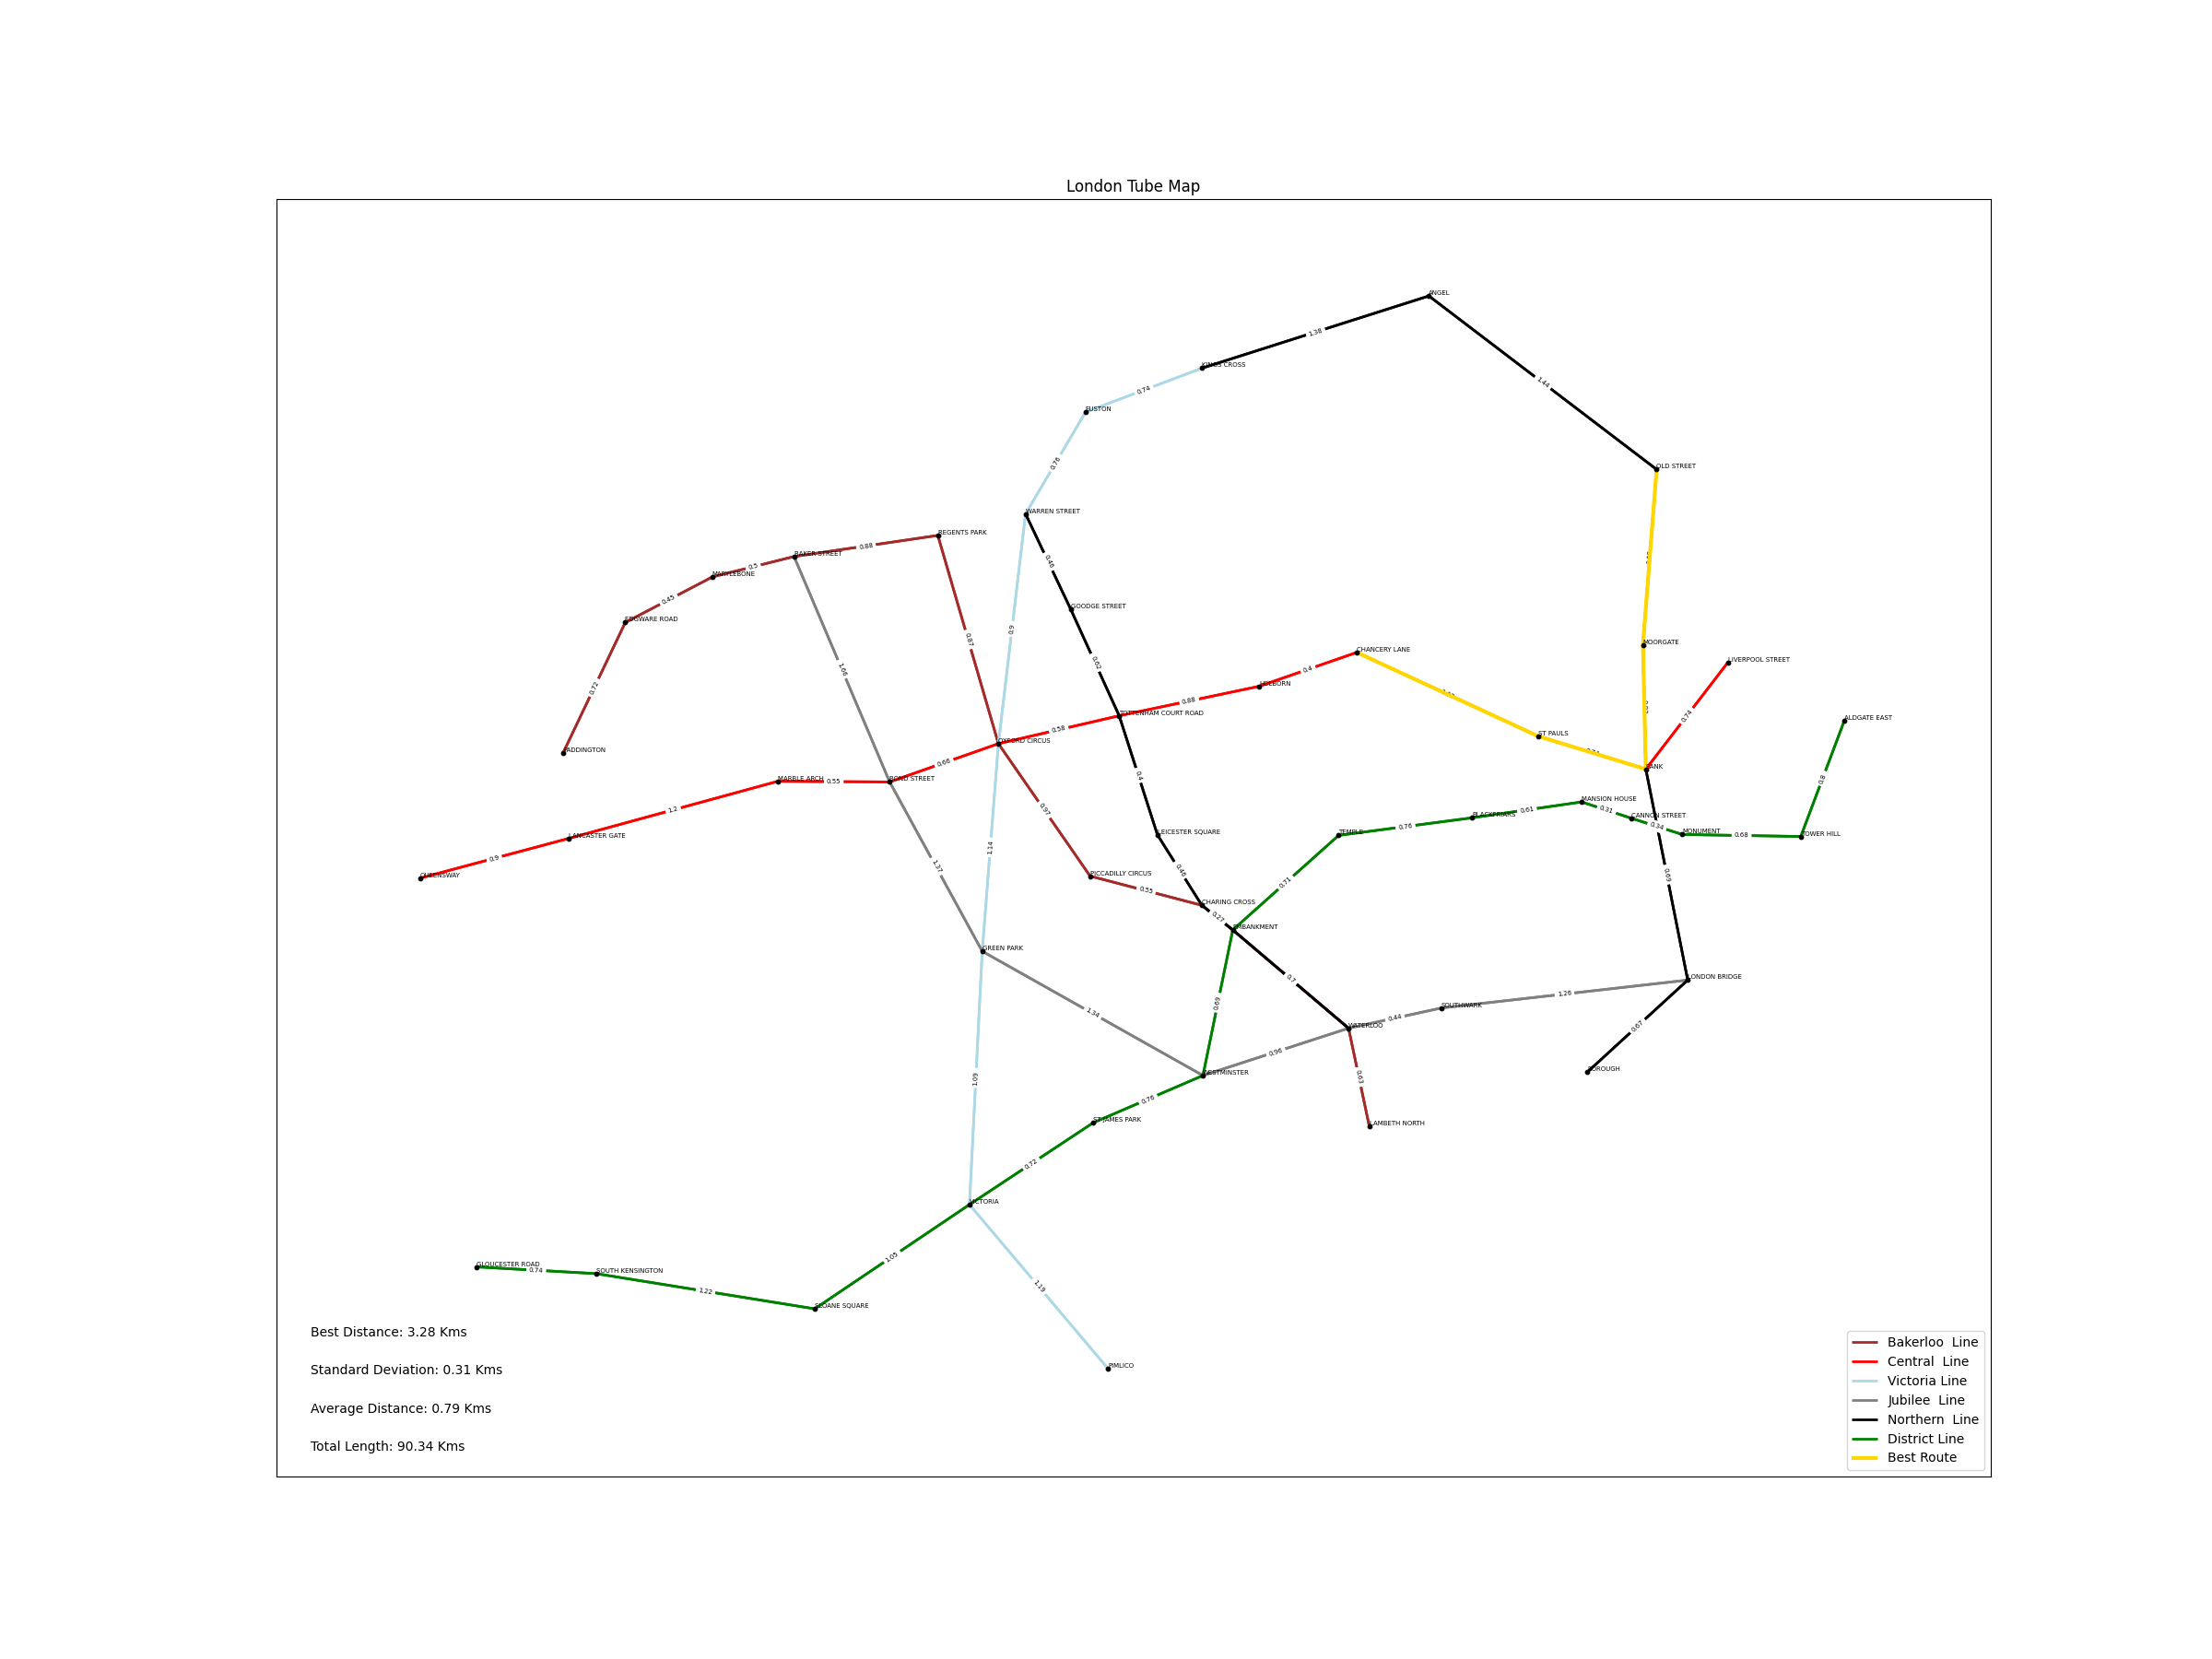 London Tube Map
ANGEL
1.38
KINGS CROSS
0.74
1.44
EUSTON
0.76
OLD STREET
WARREN STREET
REGENTS PARK
0.88
BAKER STREET
0.5
MARYLEBONE
0.46
0.45
GOODGE STREET
EDGWARE ROAD
0.9
0.87
MOORGATE
CHANCERY LANE
LIVERPOOL STREET
0.62
1.66
0.4
HOLBORN
0.72
0.88
TOTTENHAM COURT ROAD
0.74
ALDGATE EAST
0.58
ST PAULS
OXFORD CIRCUS
PADDINGTON
0.66
BANK
MARBLE ARCH
0.55
BOND STREET
0.4
0.8
MANSION HOUSE
1.2
0.97
0.61
0.31
BLACKFRIARS
CANNON STREET
0.76
0.34
LANCASTER GATE
LEICESTER SQUARE
TEMPLE
MONUMENT
0.68
TOWER HILL
1.14
0.9
1.37
0.46
QUEENSWAY
PICCADILLY CIRCUS
0.55
0.71
0.69
CHARING CROSS
0.27
EMBANKMENT
GREEN PARK
0.7
LONDON BRIDGE
1.26
0.69
SOUTHWARK
1.34
0.44
WATERLOO
0.67
0.96
WESTMINSTER
BOROUGH
1.09
0.63
0.76
ST JAMES PARK
LAMBETH NORTH
0.72
VICTORIA
1.05
GLOUCESTER ROAD
0.74
SOUTH KENSINGTON
1.22
1.19
SLOANE SQUARE
PIMLICO
Best Distance: 3.28 Kms
Standard Deviation: 0.31 Kms
Average Distance: 0.79 Kms
Total Length: 90.34 Kms
Bakerloo Line
Central Line
Victoria Line
Jubilee Line
Northern Line
District Line
Best Route